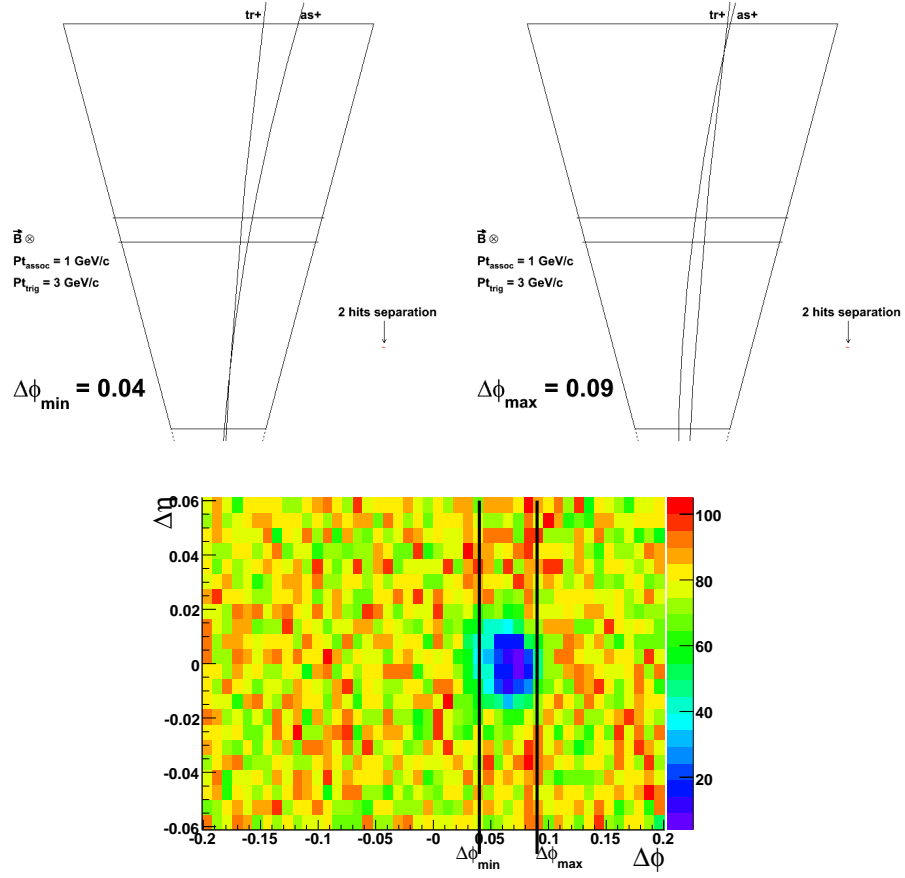 tr+ as+
B⃗ ⊗
Pt_assoc = 1 GeV/c
Pt_trig = 3 GeV/c
2 hits separation
Δϕ_min = 0.04
tr+ as+
B⃗ ⊗
Pt_assoc = 1 GeV/c
Pt_trig = 3 GeV/c
2 hits separation
Δϕ_max = 0.09
Δη
0.06
0.04
0.02
0
-0.02
-0.04
-0.06
-0.2 -0.15 -0.1 -0.05 -0 0.05 0.1 0.15 0.2
Δϕ_min Δϕ_max Δϕ
100
80
60
40
20